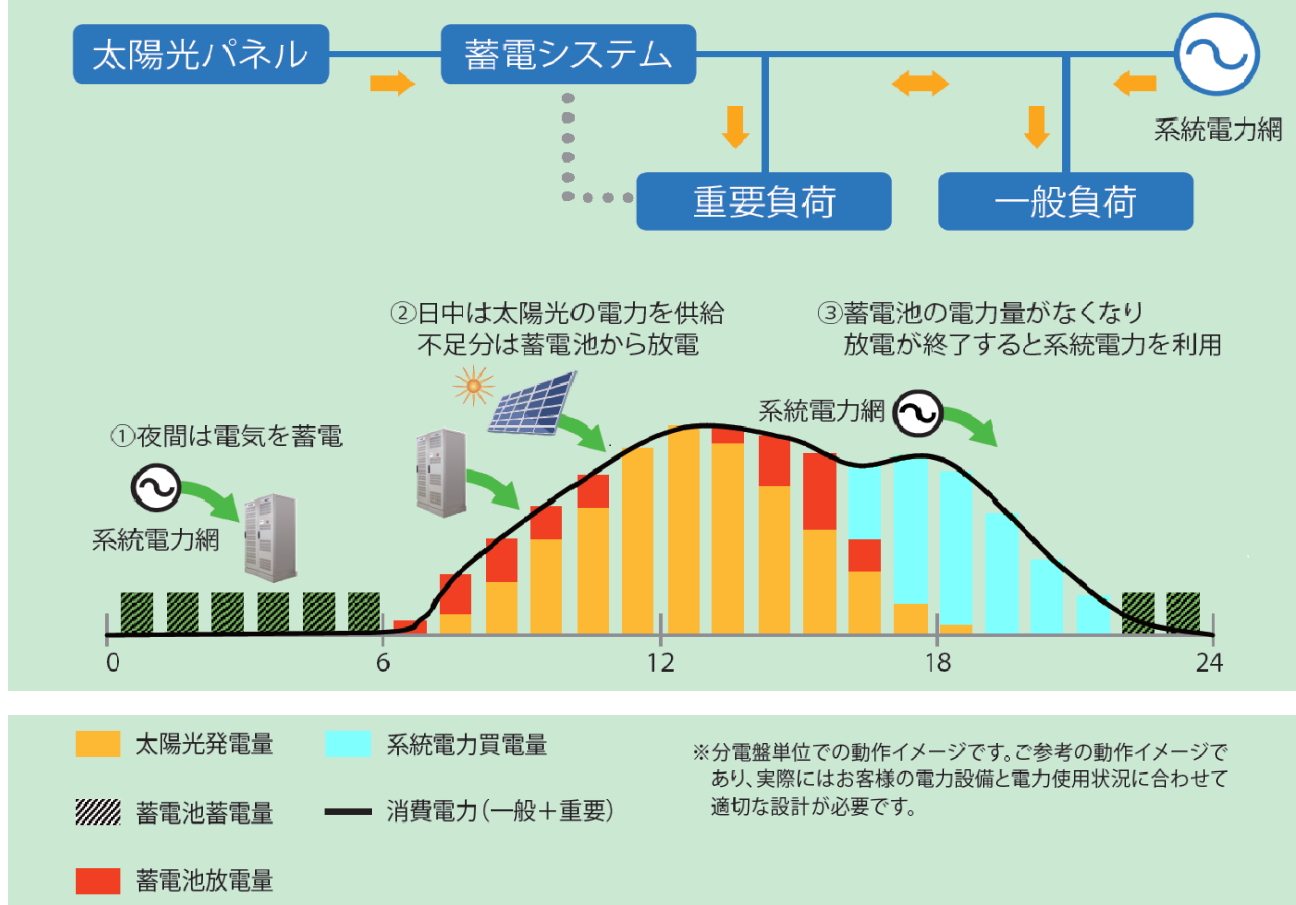 太陽光パネル
蓄電システム
系統電力網
重要負荷
一般負荷
②日中は太陽光の電力を供給
不足分は蓄電池から放電
③蓄電池の電力量がなくなり
放電が終了すると系統電力を利用
系統電力網
①夜間は電気を蓄電
系統電力網
0
6
12
18
24
太陽光発電量
系統電力買電量
※分電盤単位での動作イメージです。ご参考の動作イメージで
あり、実際にはお客様の電力設備と電力使用状況に合わせて
適切な設計が必要です。
蓄電池蓄電量
消費電力(一般+重要)
蓄電池放電量